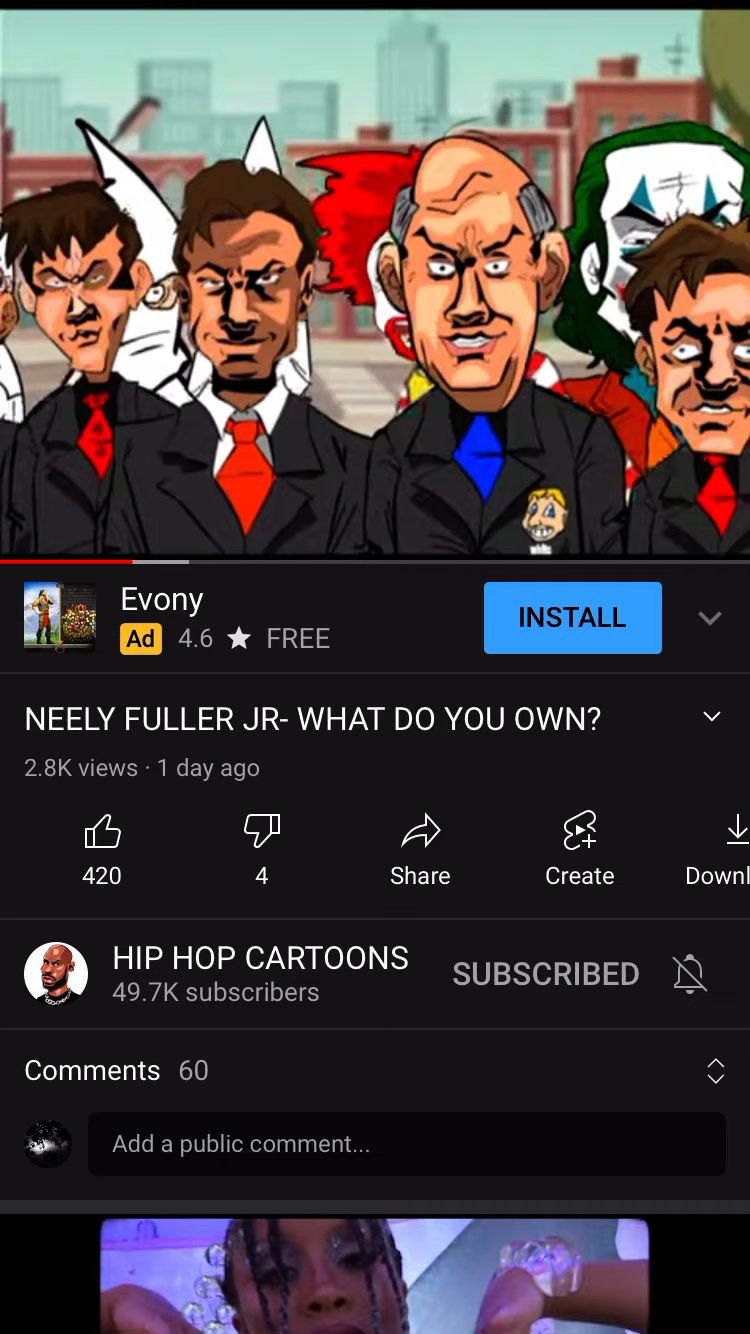 Evony
INSTALL
Ad 4.6 ★ FREE
NEELY FULLER JR- WHAT DO YOU OWN?
2.8K views · 1 day ago
420
4
Share
Create
Downl
HIP HOP CARTOONS
SUBSCRIBED
49.7K subscribers
Comments 60
Add a public comment...